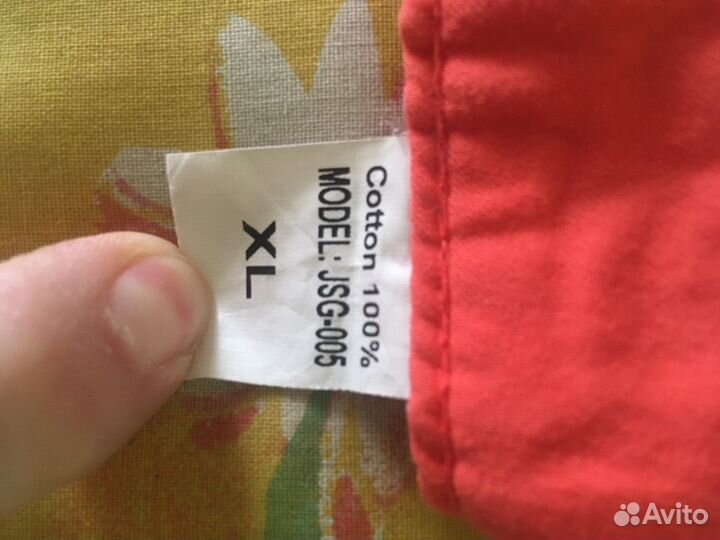 Cotton 100%
MODEL: JSG-005
XL
Avito